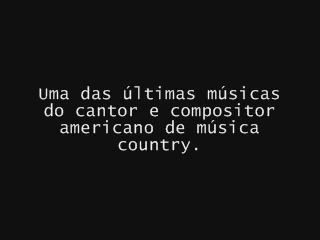 Uma das últimas músicas
do cantor e compositor
americano de música
country.